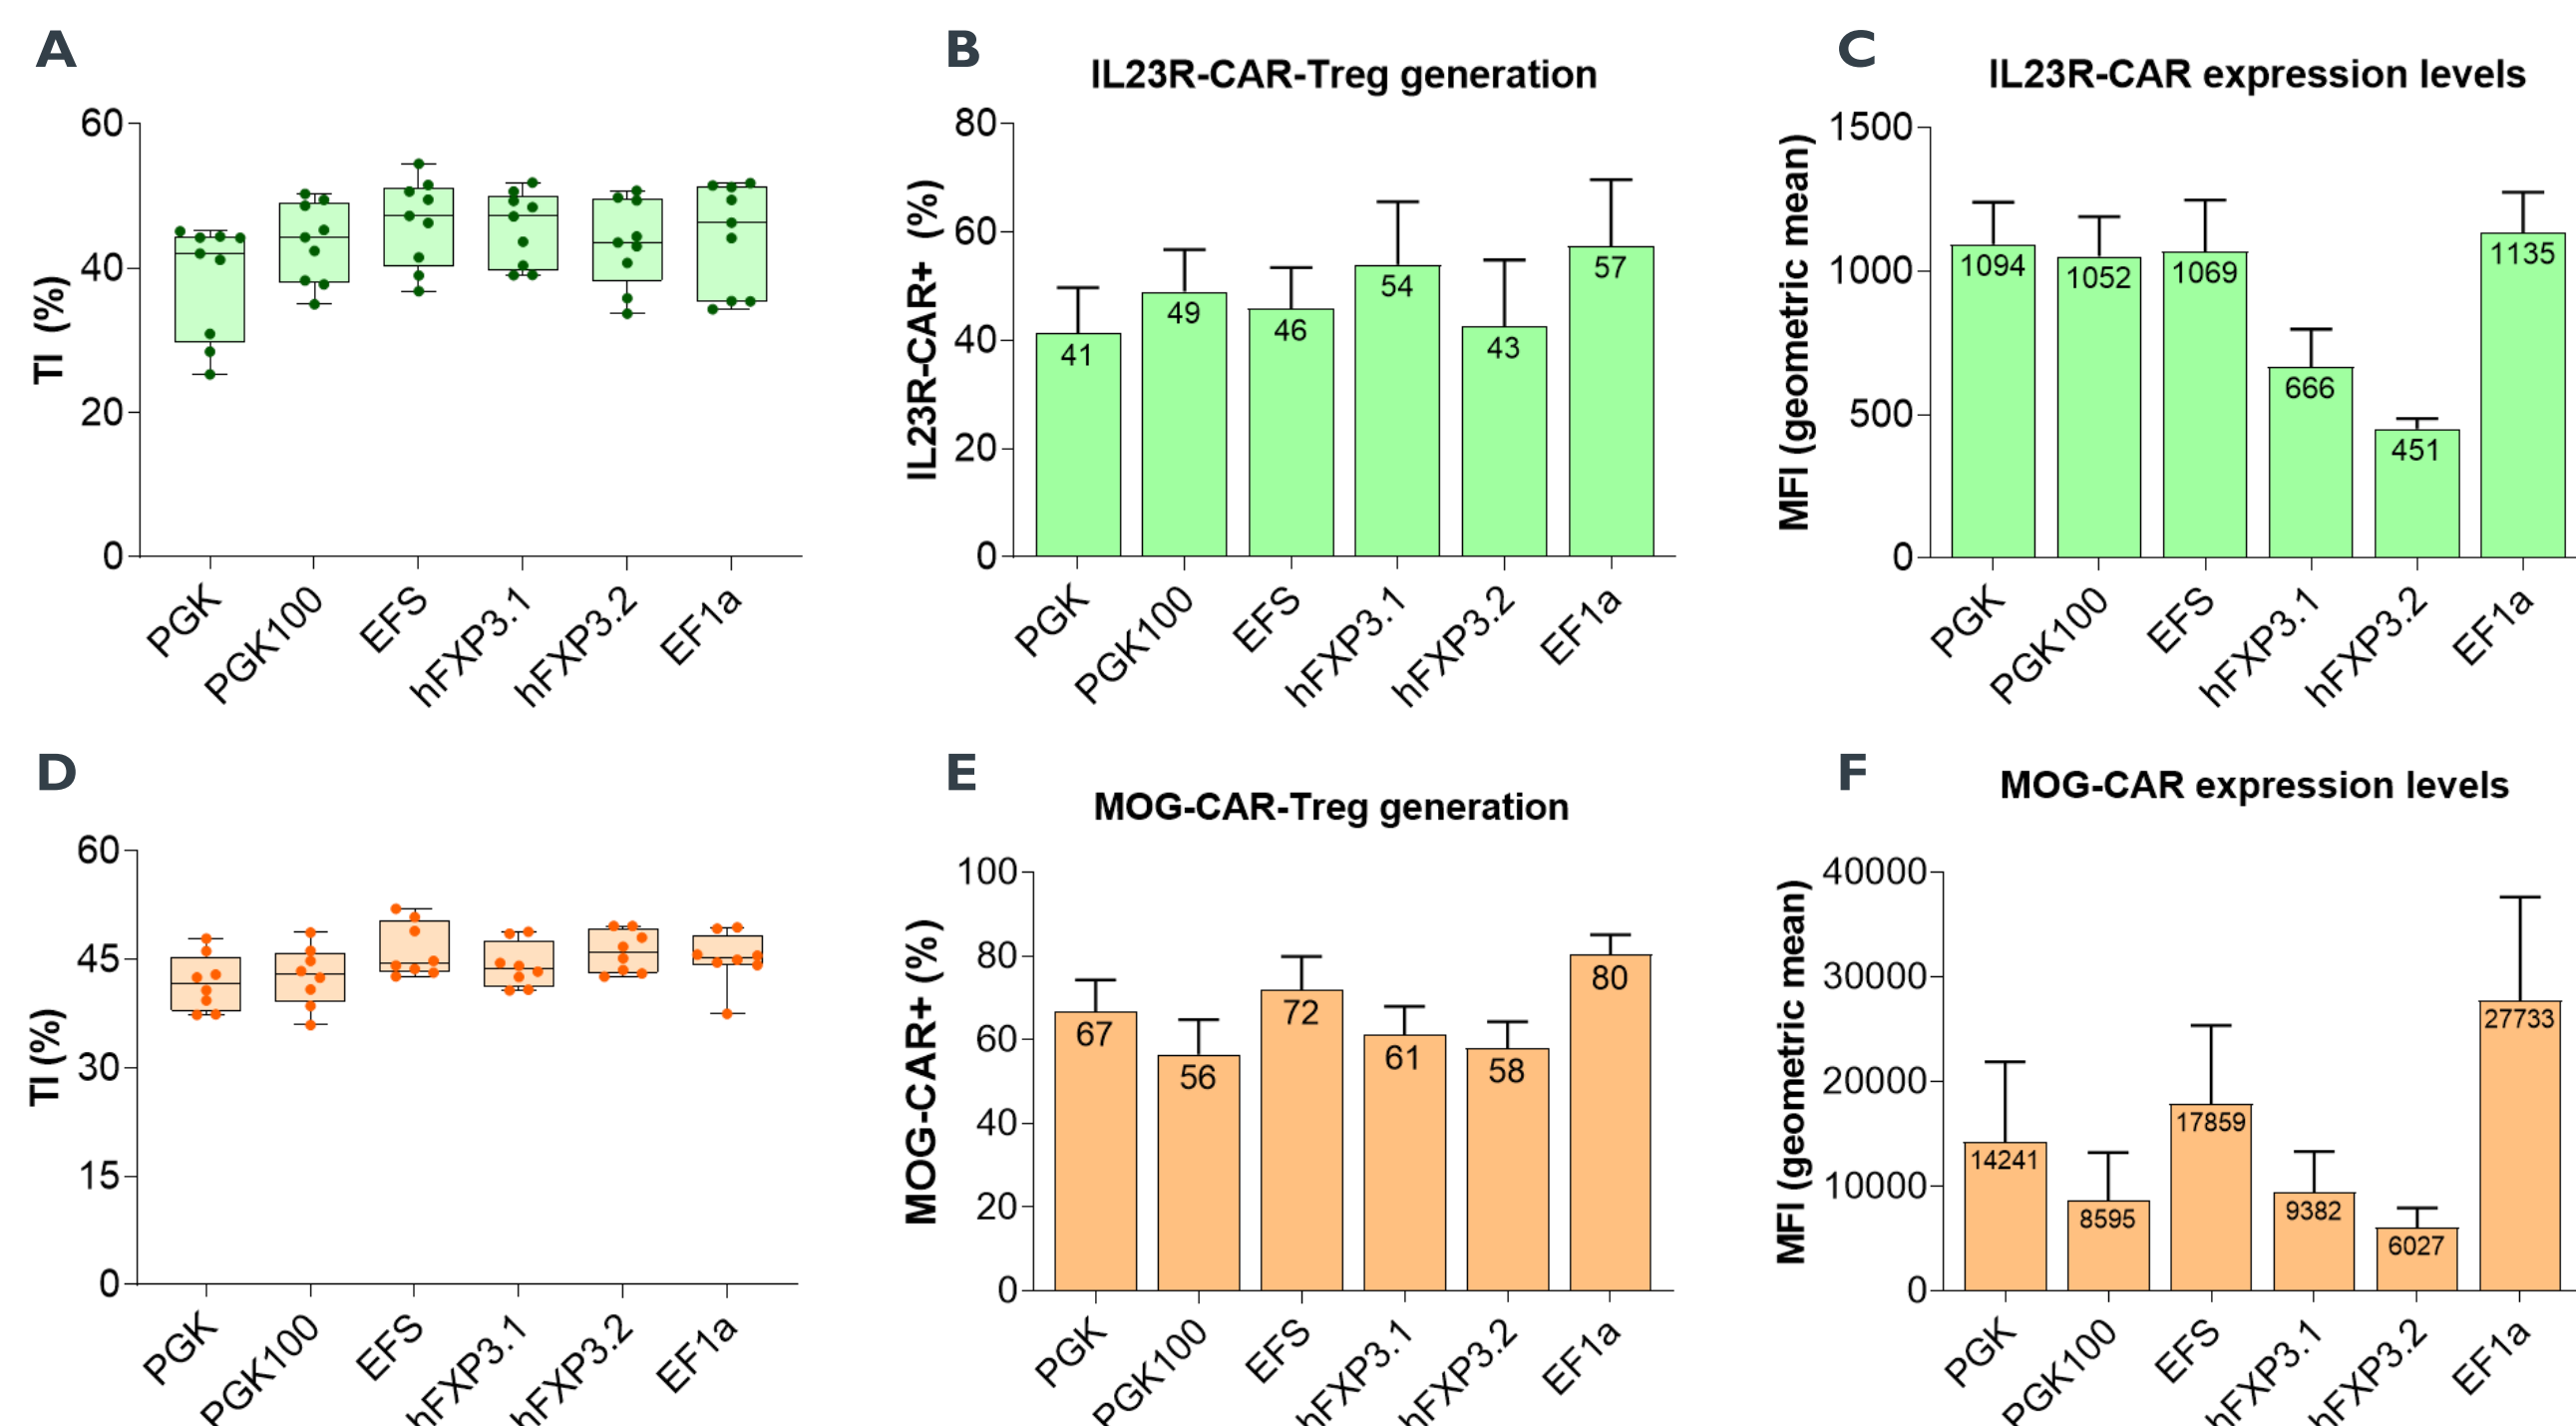 A
TI (%)
60
40
20
0
PGK
PGK100
EFS
hFXP3.1
hFXP3.2
EF1a
B
IL23R-CAR-Treg generation
IL23R-CAR+ (%)
80
60
40
20
0
41
49
46
54
43
57
PGK
PGK100
EFS
hFXP3.1
hFXP3.2
EF1a
C
IL23R-CAR expression levels
MFI (geometric mean)
1500
1000
500
0
1094
1052
1069
666
451
1135
PGK
PGK100
EFS
hFXP3.1
hFXP3.2
EF1a
D
TI (%)
60
45
30
15
0
PGK
PGK100
EFS
hFXP3.1
hFXP3.2
EF1a
E
MOG-CAR-Treg generation
MOG-CAR+ (%)
100
80
60
40
20
0
67
56
72
61
58
80
PGK
PGK100
EFS
hFXP3.1
hFXP3.2
EF1a
F
MOG-CAR expression levels
MFI (geometric mean)
40000
30000
20000
10000
0
14241
8595
17859
9382
6027
27733
PGK
PGK100
EFS
hFXP3.1
hFXP3.2
EF1a